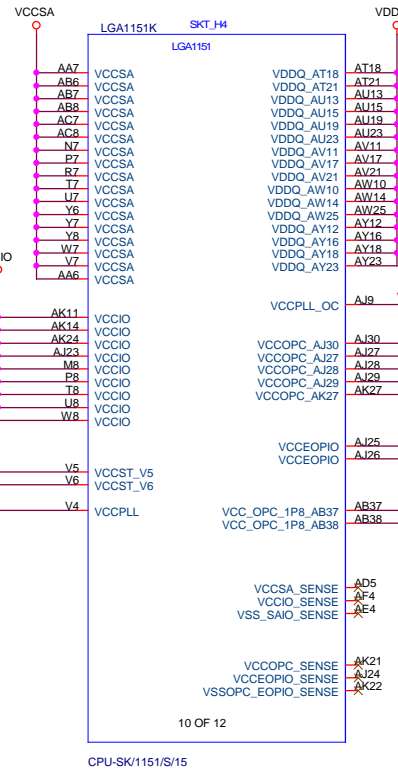 VCCSA
VDD
LGA1151K SKT_H4
LGA1151
AA7 VCCSA VDDQ_AT18 AT18
AB6 VCCSA VDDQ_AT21 AT21
AB7 VCCSA VDDQ_AU13 AU13
AB8 VCCSA VDDQ_AU15 AU15
AC7 VCCSA VDDQ_AU19 AU19
AC8 VCCSA VDDQ_AU23 AU23
N7 VCCSA VDDQ_AV11 AV11
P7 VCCSA VDDQ_AV17 AV17
R7 VCCSA VDDQ_AV21 AV21
T7 VCCSA VDDQ_AW10 AW10
U7 VCCSA VDDQ_AW14 AW14
Y6 VCCSA VDDQ_AW25 AW25
Y7 VCCSA VDDQ_AY12 AY12
Y8 VCCSA VDDQ_AY16 AY16
W7 VCCSA VDDQ_AY18 AY18
V7 VCCSA VDDQ_AY23 AY23
AA6 VCCSA
IO
VCCPLL_OC AJ9
AK11 VCCIO
AK14 VCCIO
AK24 VCCIO VCCOPC_AJ30 AJ30
AJ23 VCCIO VCCOPC_AJ27 AJ27
M8 VCCIO VCCOPC_AJ28 AJ28
P8 VCCIO VCCOPC_AJ29 AJ29
T8 VCCIO VCCOPC_AK27 AK27
U8 VCCIO
W8 VCCIO
VCCEOPIO AJ25
VCCEOPIO AJ26
V5 VCCST_V5
V6 VCCST_V6
V4 VCCPLL VCC_OPC_1P8_AB37 AB37
VCC_OPC_1P8_AB38 AB38
VCCSA_SENSE AD5
VCCIO_SENSE AF4
VSS_SAIO_SENSE AE4
VCCOPC_SENSE AK21
VCCEOPIO_SENSE AJ24
VSSOPC_EOPIO_SENSE AK22
10 OF 12
CPU-SK/1151/S/15